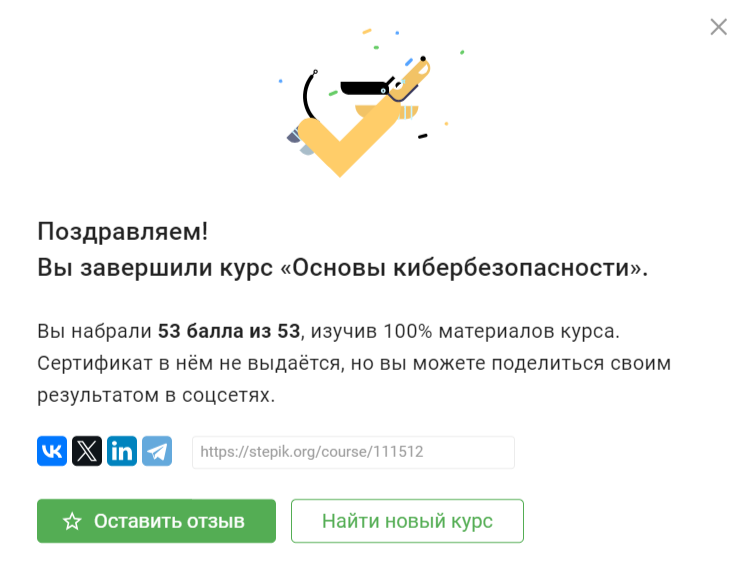 Поздравляем!
Вы завершили курс «Основы кибербезопасности».
Вы набрали 53 балла из 53, изучив 100% материалов курса.
Сертификат в нём не выдаётся, но вы можете поделиться своим
результатом в соцсетях.
https://stepik.org/course/111512
Оставить отзыв
Найти новый курс